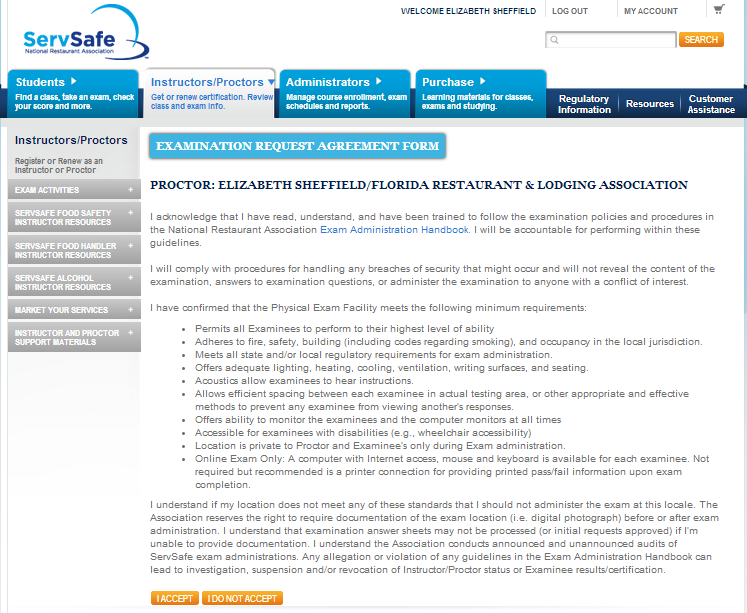 WELCOME ELIZABETH SHEFFIELD
LOG OUT
MY ACCOUNT
ServSafe
National Restaurant Association
SEARCH
Students
Find a class, take an exam, check
your score and more.
Instructors/Proctors
Get or renew certification. Review
class and exam info.
Administrators
Manage course enrollment, exam
schedules and reports.
Purchase
Learning materials for classes,
exams and studying.
Regulatory
Information
Resources
Customer
Assistance
Instructors/Proctors
Register or Renew as an
Instructor or Proctor
EXAM ACTIVITIES +
SERVSAFE FOOD SAFETY +
INSTRUCTOR RESOURCES
SERVSAFE FOOD HANDLER +
INSTRUCTOR RESOURCES
SERVSAFE ALCOHOL +
INSTRUCTOR RESOURCES
MARKET YOUR SERVICES +
INSTRUCTOR AND PROCTOR +
SUPPORT MATERIALS
EXAMINATION REQUEST AGREEMENT FORM
PROCTOR: ELIZABETH SHEFFIELD/FLORIDA RESTAURANT & LODGING ASSOCIATION
I acknowledge that I have read, understand, and have been trained to follow the examination policies and procedures in
the National Restaurant Association Exam Administration Handbook. I will be accountable for performing within these
guidelines.
I will comply with procedures for handling any breaches of security that might occur and will not reveal the content of the
examination, answers to examination questions, or administer the examination to anyone with a conflict of interest.
I have confirmed that the Physical Exam Facility meets the following minimum requirements:
• Permits all Examinees to perform to their highest level of ability
• Adheres to fire, safety, building (including codes regarding smoking), and occupancy in the local jurisdiction.
• Meets all state and/or local regulatory requirements for exam administration.
• Offers adequate lighting, heating, cooling, ventilation, writing surfaces, and seating.
• Acoustics allow examinees to hear instructions.
• Allows efficient spacing between each examinee in actual testing area, or other appropriate and effective
methods to prevent any examinee from viewing another's responses.
• Offers ability to monitor the examinees and the computer monitors at all times
• Accessible for examinees with disabilities (e.g., wheelchair accessibility)
• Location is private to Proctor and Examinee's only during Exam administration.
• Online Exam Only: A computer with Internet access, mouse and keyboard is available for each examinee. Not
required but recommended is a printer connection for providing printed pass/fail information upon exam
completion.
I understand if my location does not meet any of these standards that I should not administer the exam at this locale. The
Association reserves the right to require documentation of the exam location (i.e. digital photograph) before or after exam
administration. I understand that examination answer sheets may not be processed (or initial requests approved) if I'm
unable to provide documentation. I understand the Association conducts announced and unannounced audits of
ServSafe exam administrations. Any allegation or violation of any guidelines in the Exam Administration Handbook can
lead to investigation, suspension and/or revocation of Instructor/Proctor status or Examinee results/certification.
I ACCEPT
I DO NOT ACCEPT